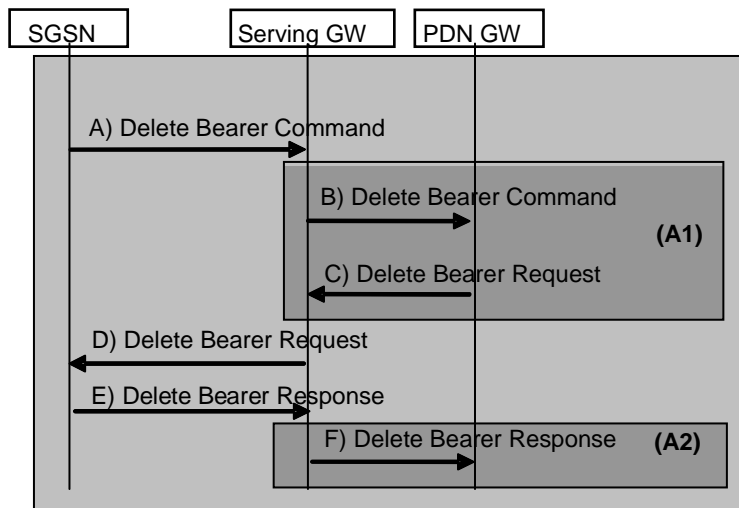 SGSN
Serving GW
PDN GW
A) Delete Bearer Command
B) Delete Bearer Command
(A1)
C) Delete Bearer Request
D) Delete Bearer Request
E) Delete Bearer Response
F) Delete Bearer Response
(A2)